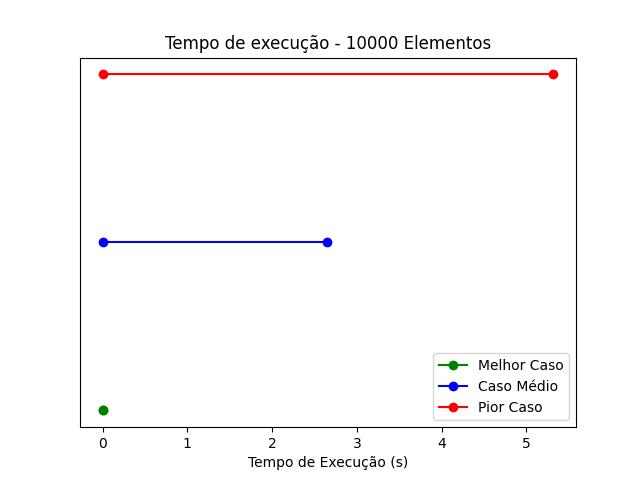 Tempo de execução - 10000 Elementos
Melhor Caso
Caso Médio
Pior Caso
0 1 2 3 4 5
Tempo de Execução (s)